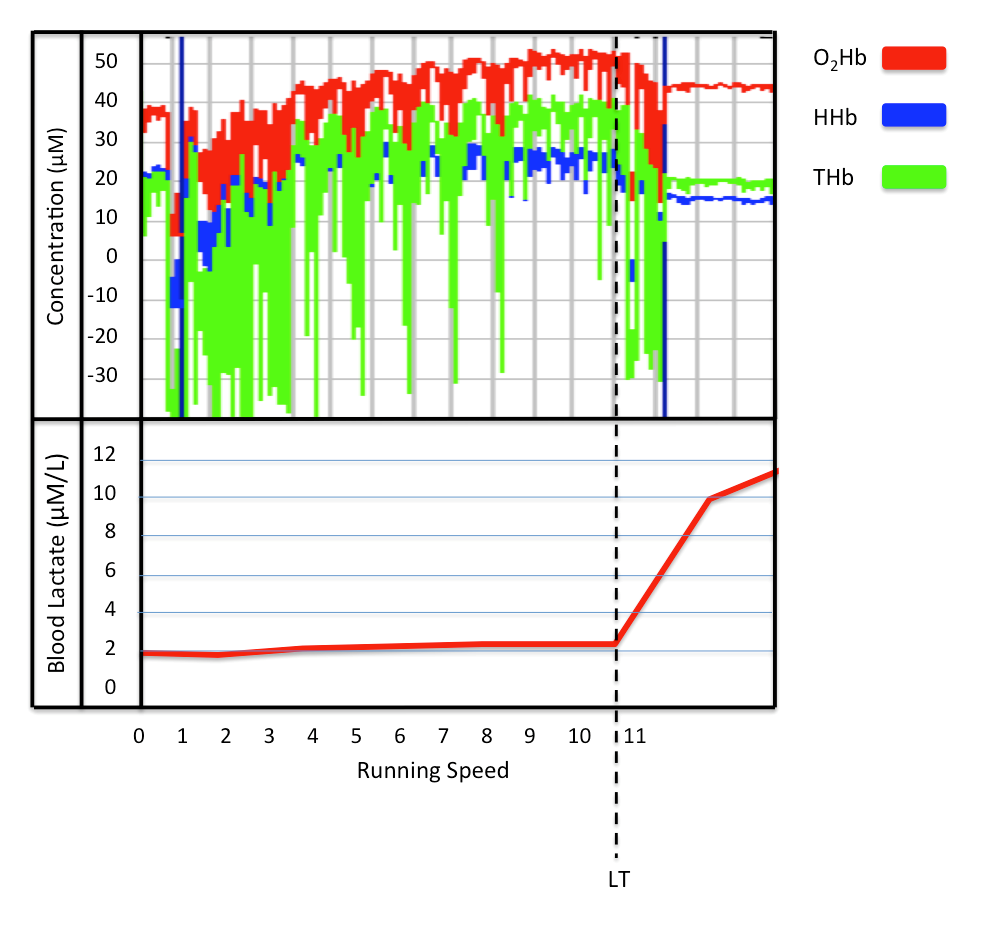 50
40
30
20
10
0
-10
-20
-30
Concentration (µM)
O₂Hb
HHb
THb
12
10
8
6
4
2
0
Blood Lactate (µM/L)
0 1 2 3 4 5 6 7 8 9 10 11
Running Speed
LT